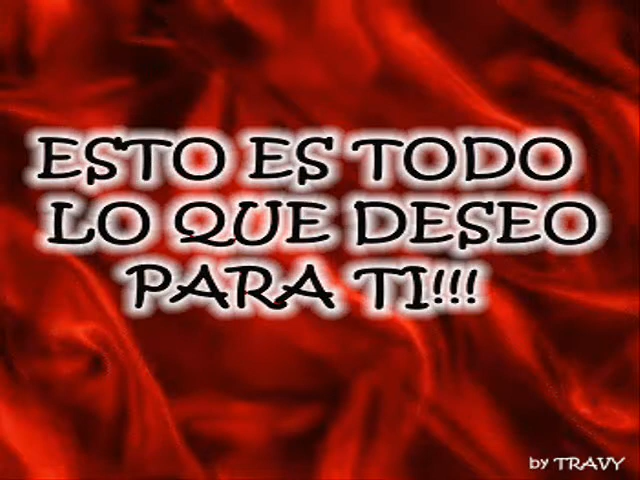 ESTO ES TODO
LO QUE DESEO
PARA TI!!!
by TRAVY